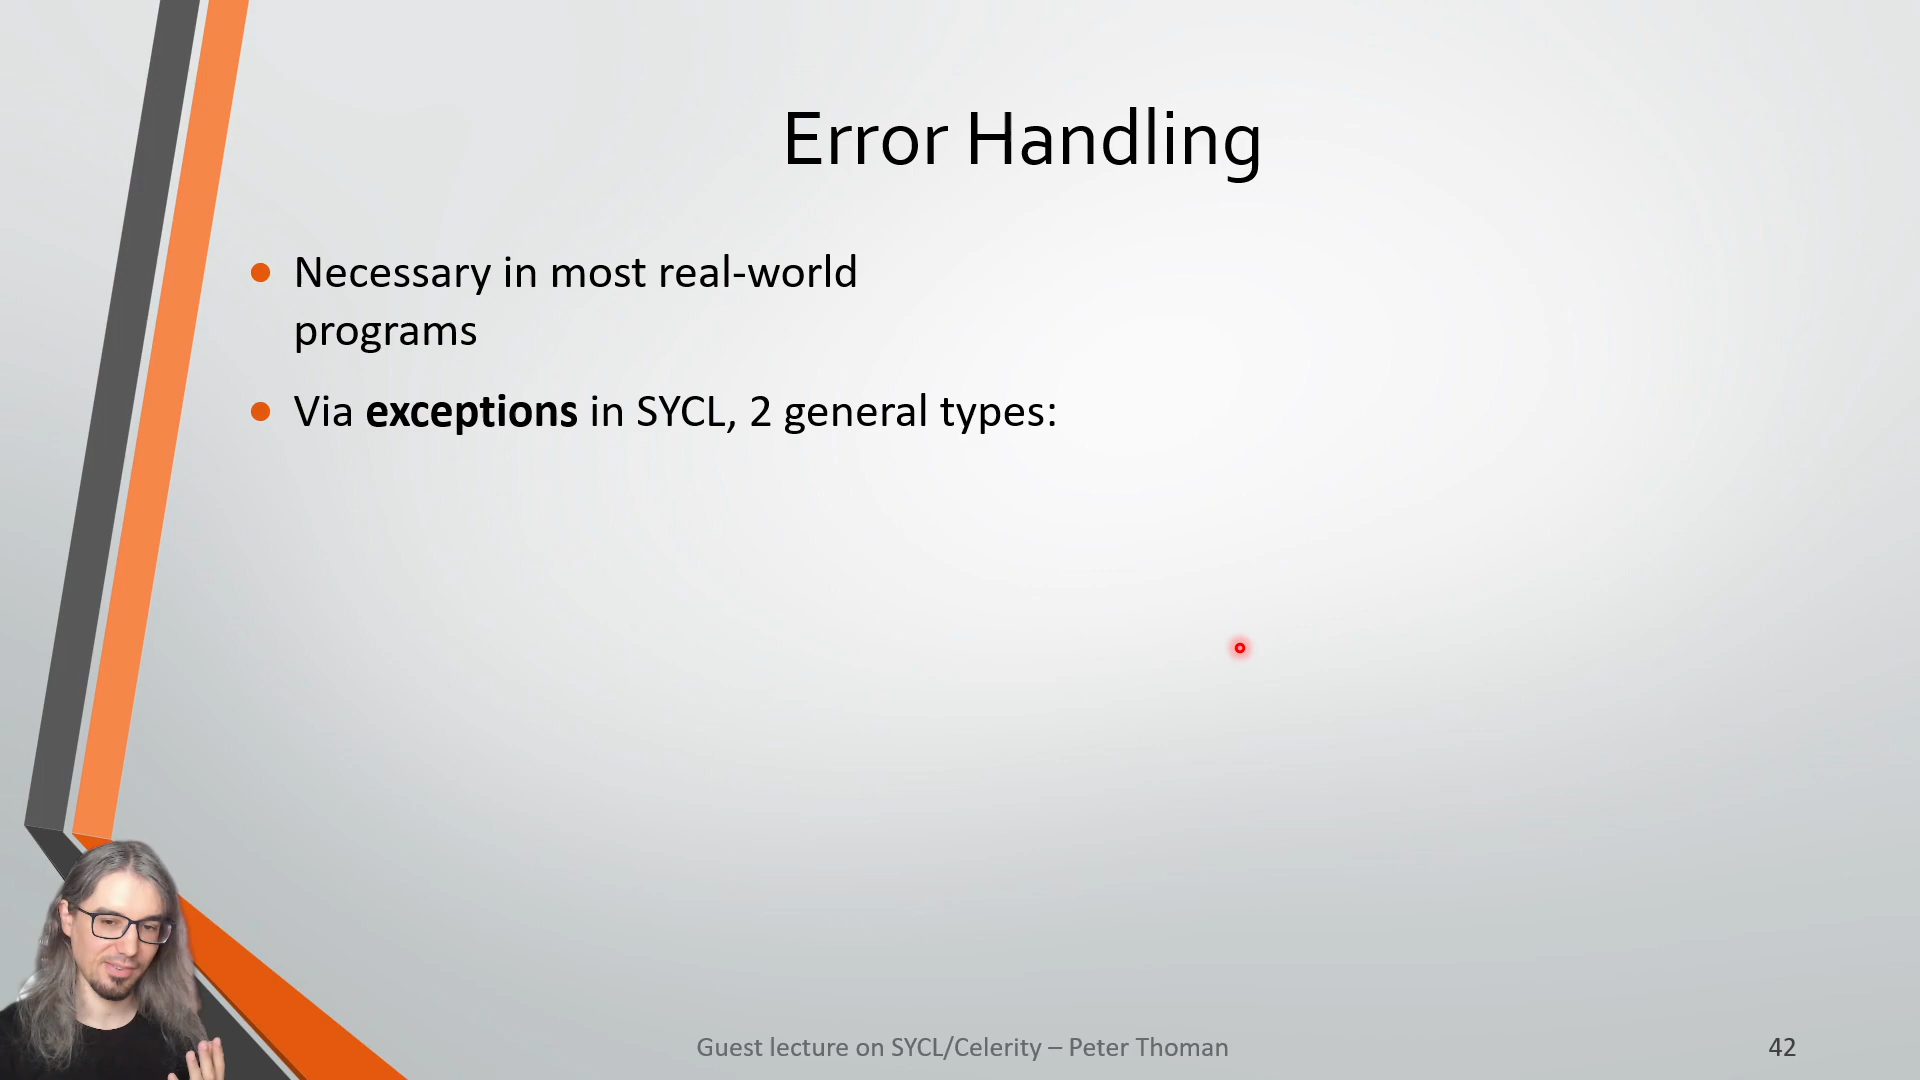 Error Handling
Necessary in most real-world
programs
Via exceptions in SYCL, 2 general types:
Guest lecture on SYCL/Celerity – Peter Thoman
42